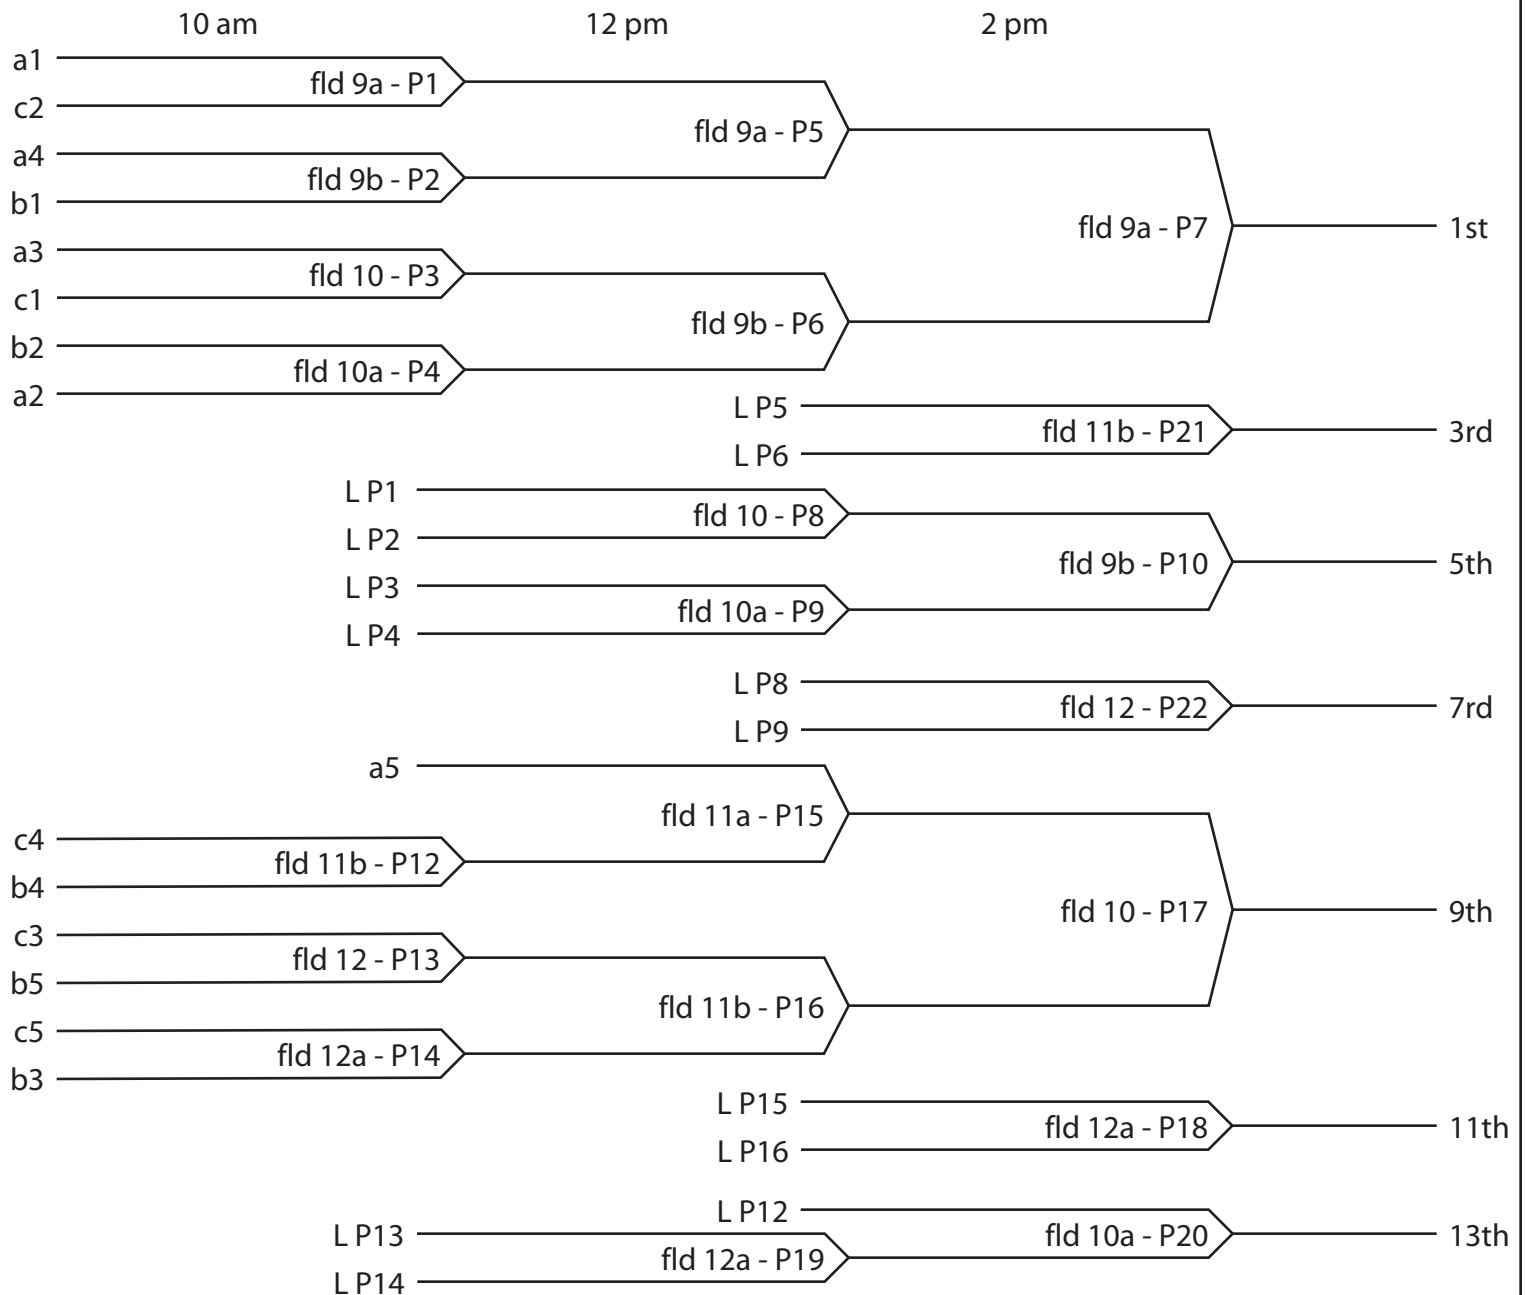 10 am 12 pm 2 pm
a1
fld 9a - P1
c2
fld 9a - P5
a4
fld 9b - P2
b1
fld 9a - P7 1st
a3
fld 10 - P3
c1
fld 9b - P6
b2
fld 10a - P4
a2
L P5
fld 11b - P21 3rd
L P6
L P1
fld 10 - P8
L P2
fld 9b - P10 5th
L P3
fld 10a - P9
L P4
L P8
fld 12 - P22 7rd
L P9
a5
fld 11a - P15
c4
fld 11b - P12
b4
fld 10 - P17 9th
c3
fld 12 - P13
b5
fld 11b - P16
c5
fld 12a - P14
b3
L P15
fld 12a - P18 11th
L P16
L P12
L P13
fld 10a - P20 13th
fld 12a - P19
L P14